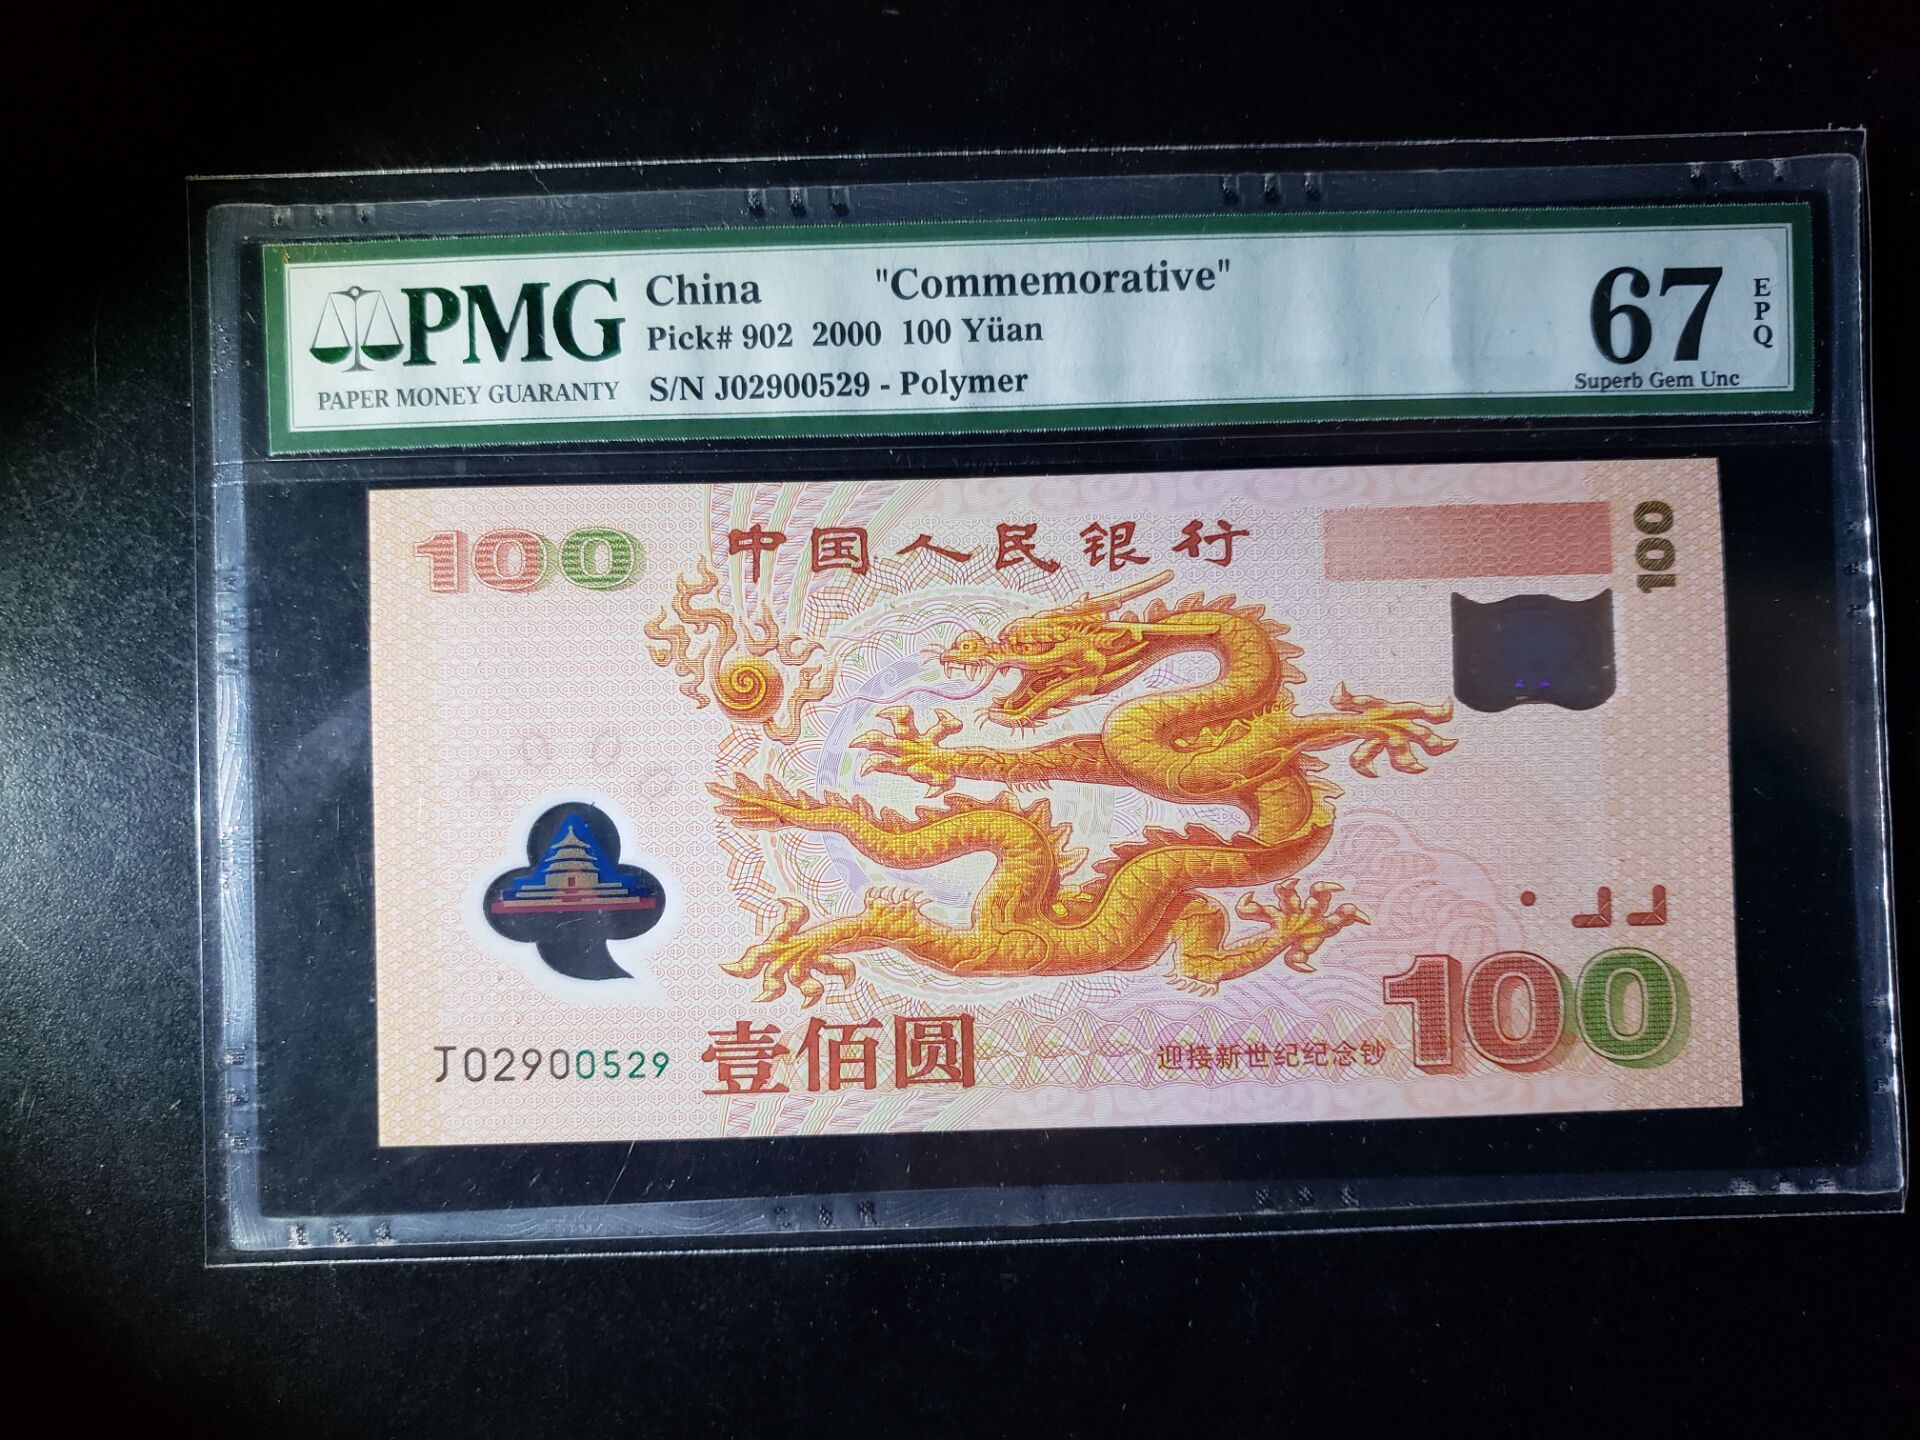 PMG
PAPER MONEY GUARANTY
China "Commemorative"
Pick# 902 2000 100 Yüan
S/N J02900529 - Polymer
67
EPQ
Superb Gem Unc
100
中国人民银行
100
100
J02900529
壹佰圆
迎接新世纪纪念钞